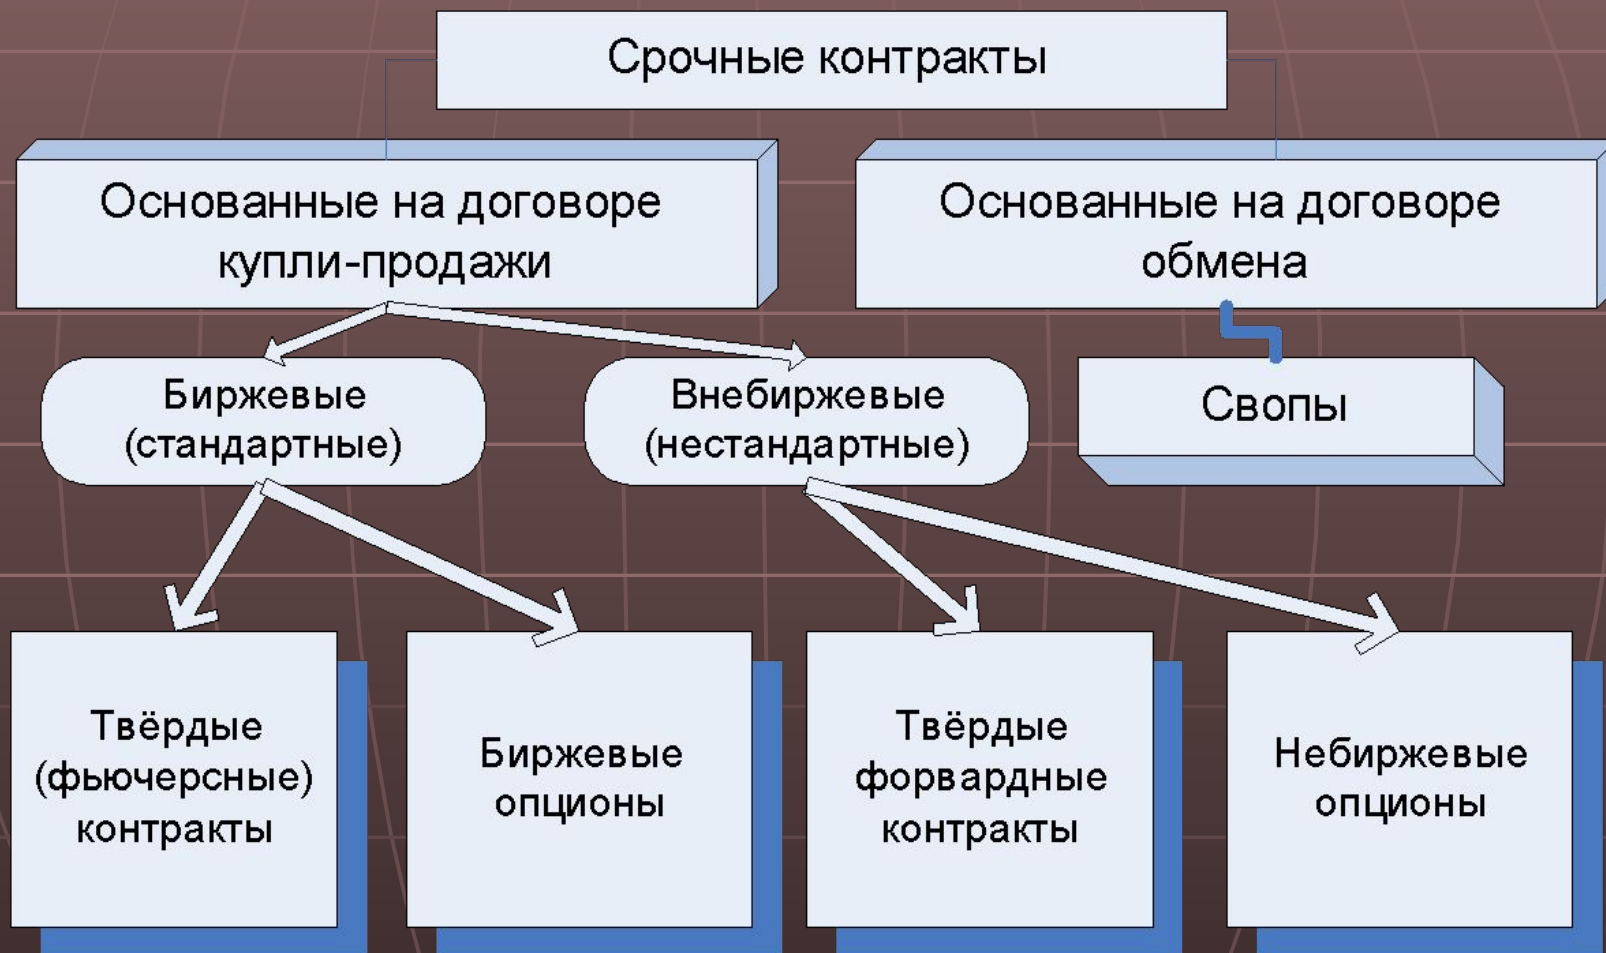 Срочные контракты
Основанные на договоре
купли-продажи
Основанные на договоре
обмена
Биржевые
(стандартные)
Внебиржевые
(нестандартные)
Свопы
Твёрдые
(фьючерсные)
контракты
Биржевые
опционы
Твёрдые
форвардные
контракты
Небиржевые
опционы